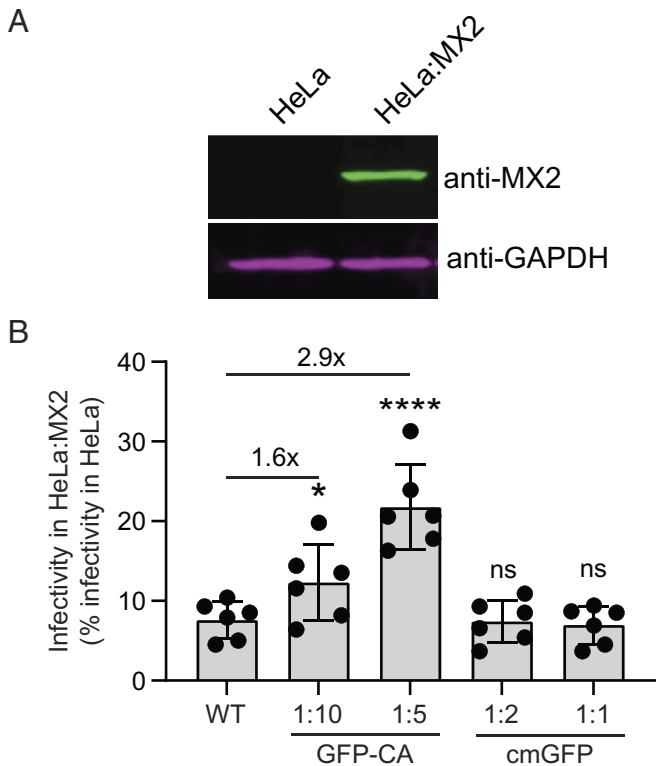 A
HeLa
HeLa:MX2
anti-MX2
anti-GAPDH
B
Infectivity in HeLa:MX2
(% infectivity in HeLa)
40
30
20
10
0
2.9x
1.6x
****
*
ns
ns
WT
1:10
1:5
1:2
1:1
GFP-CA
cmGFP